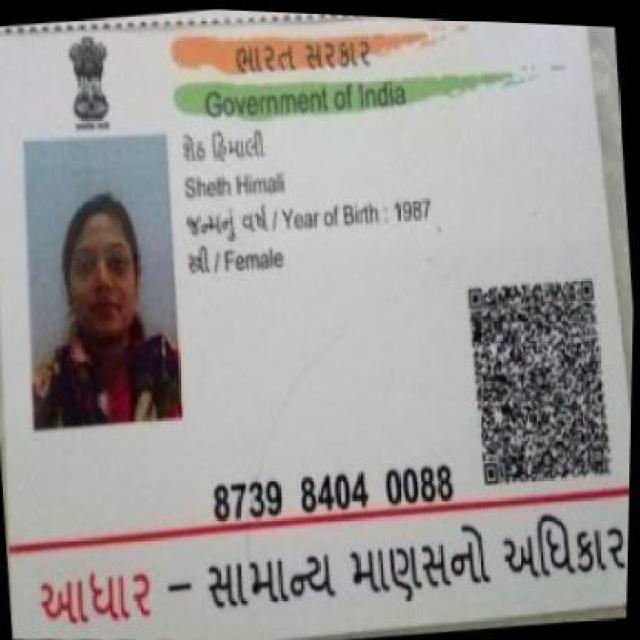 ભારત સરકાર
Government of India
શેઠ હિમાલી
Sheth Himali
જન્મનું વર્ષ / Year of Birth : 1987
સ્ત્રી / Female
8739 8404 0088
આધાર – સામાન્ય માણસનો અધિકાર